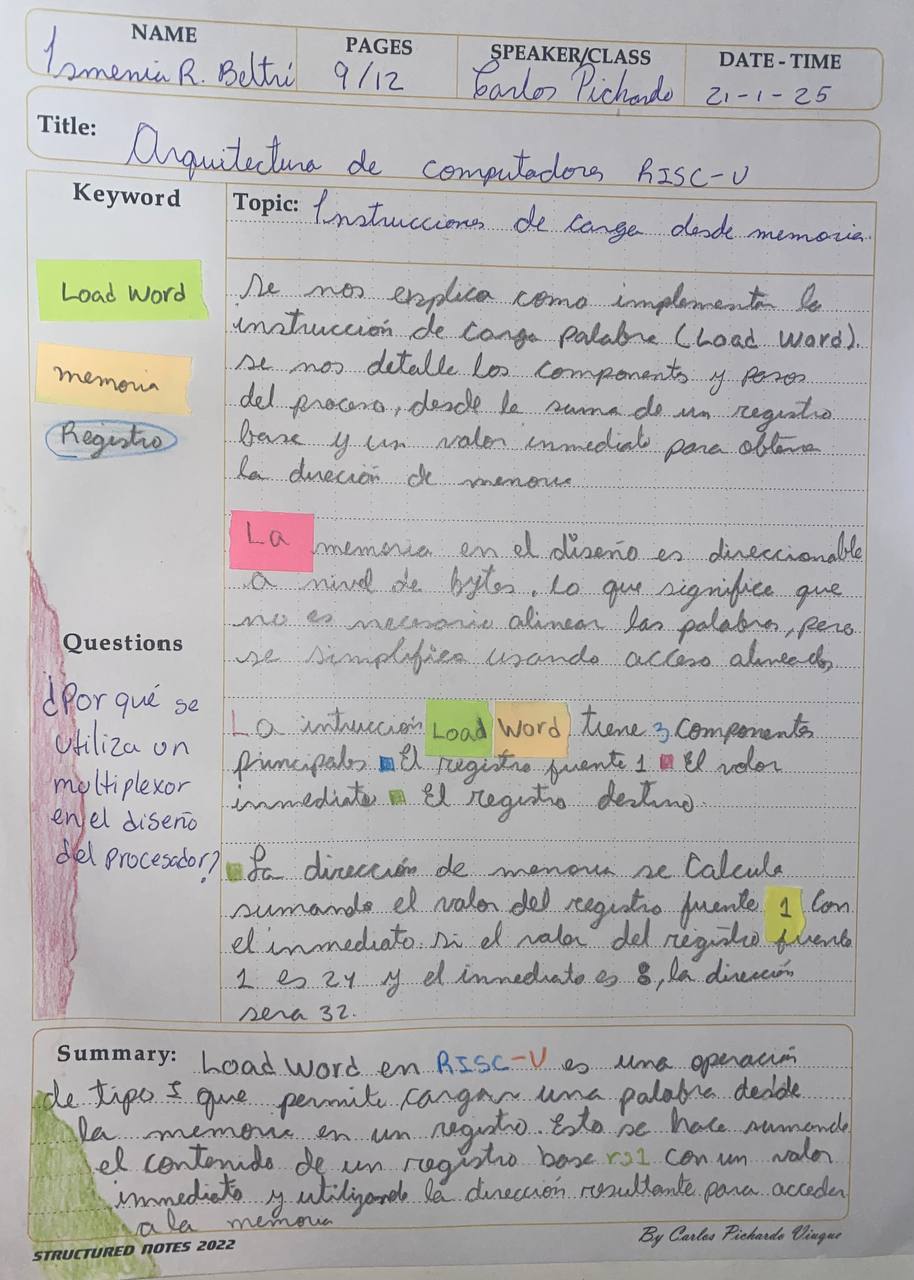 NAME
PAGES
SPEAKER/CLASS
DATE - TIME
Ismenia R. Beltri
9/12
Carlos Pichardo
21-1-25
Title:
Arquitectura de computadores RISC-V
Keyword
Topic: Instrucciones de carga desde memoria.
Load Word
memoria
Registro
Se nos explica como implementar la
instrucción de carga palabra (Load Word).
se nos detalle los componentes y pasos
del proceso, desde la suma de un registro
base y un valor inmediato para obtener
la direción de memoria
La memoria en el diseño es direccionable
a nivel de bytes, lo que significa que
no es necesario alinear las palabras, pero
se simplifica usando acceso alineados
Questions
¿Por qué se
utiliza un
multiplexor
en el diseño
del procesador?
La intrucción Load Word tiene 3 componentes
principales El registro fuente 1 El valor
immediato El registro destino.
La dirección de memoria se calcula
sumando el valor del registro fuente 1 con
el inmediato. si el valor del registro fuente
1 es 24 y el inmediato es 8, la dirección
sera 32.
Summary: Load Word en RISC-V es una operación
de tipo I que permite cargar una palabra desde
la memoria en un registro. Esto se hace sumando
el contenido de un registro base rs1 con un valor
immediato y utilizando la dirección resultante para acceder
a la memoria
STRUCTURED NOTES 2022
By Carlos Pichardo Viuque